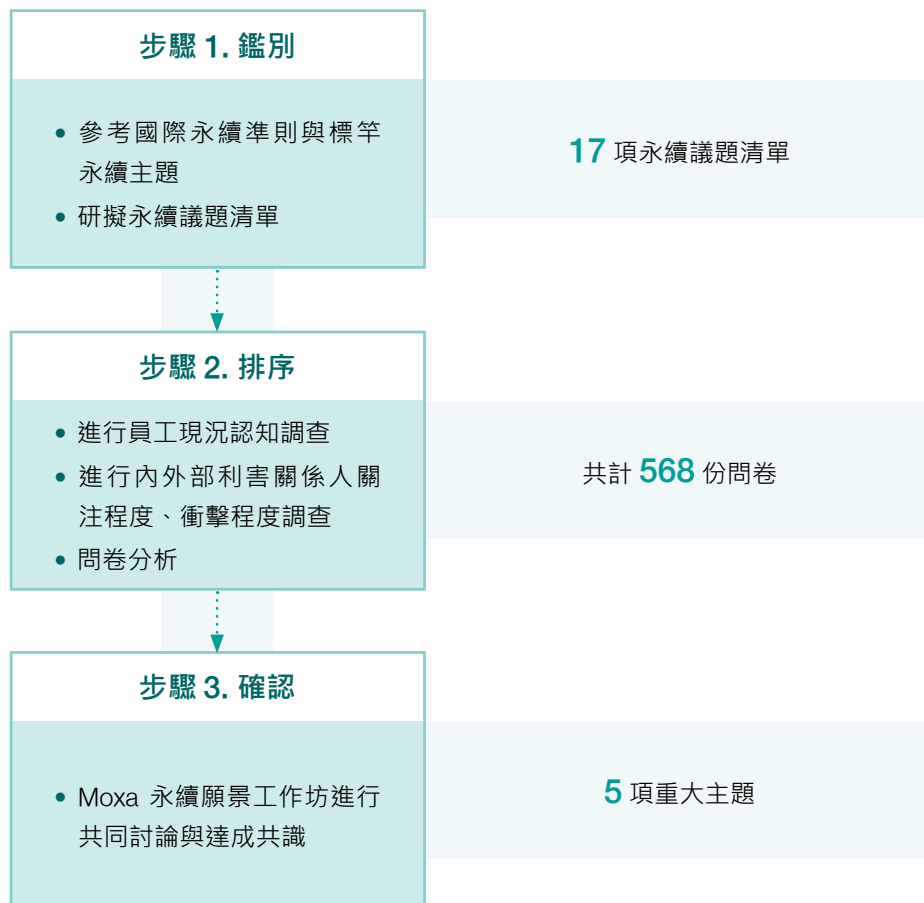 步驟 1. 鑑別
• 參考國際永續準則與標竿
永續主題
• 研擬永續議題清單
17 項永續議題清單
步驟 2. 排序
• 進行員工現況認知調查
• 進行內外部利害關係人關
注程度、衝擊程度調查
• 問卷分析
共計 568 份問卷
步驟 3. 確認
• Moxa 永續願景工作坊進行
共同討論與達成共識
5 項重大主題